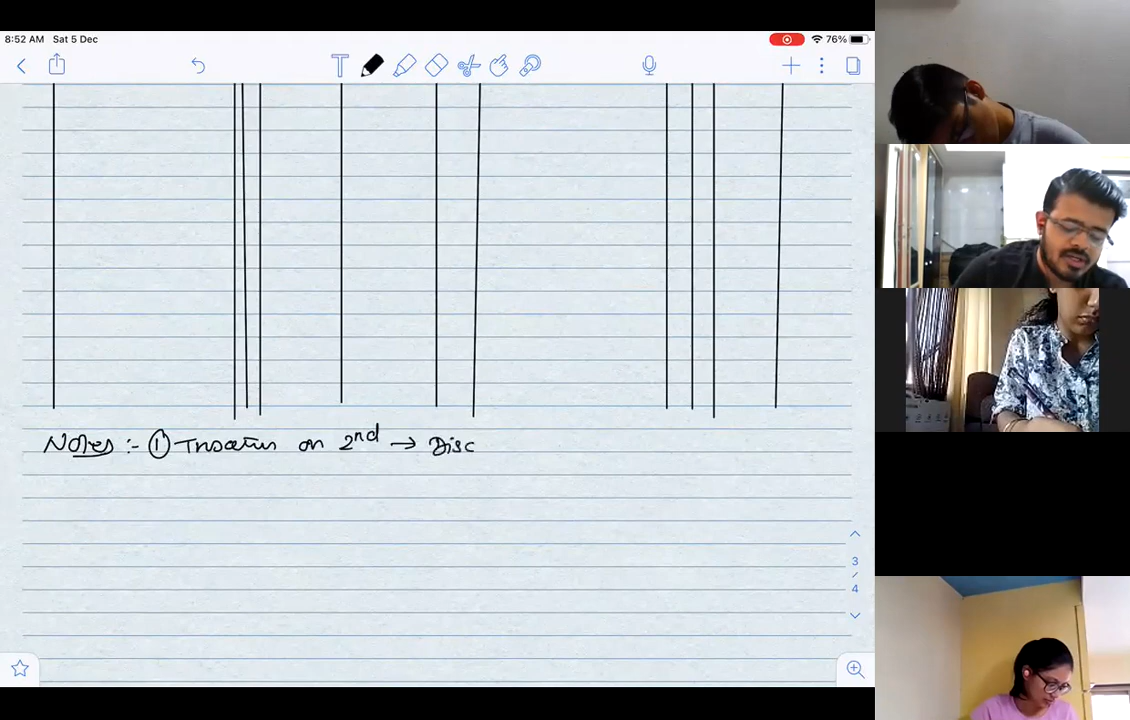 8:52 AM Sat 5 Dec
76%
T
Notes :- ① on 2nd → Disc
3
/
4